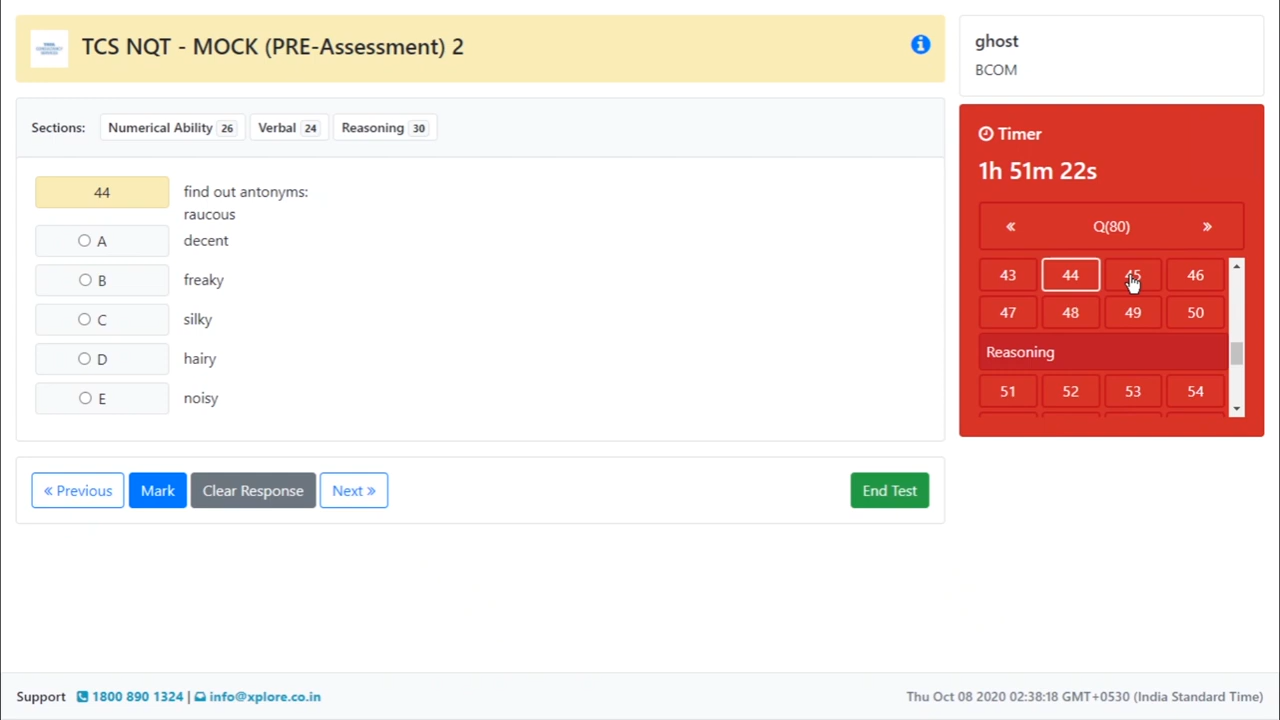 TCS NQT - MOCK (PRE-Assessment) 2
ghost
BCOM
Sections: Numerical Ability 26 Verbal 24 Reasoning 30
Timer
1h 51m 22s
« Q(80) »
43 44 45 46
47 48 49 50
Reasoning
51 52 53 54
44 find out antonyms:
raucous
A decent
B freaky
C silky
D hairy
E noisy
« Previous Mark Clear Response Next » End Test
Support 1800 890 1324 | info@xplore.co.in Thu Oct 08 2020 02:38:18 GMT+0530 (India Standard Time)